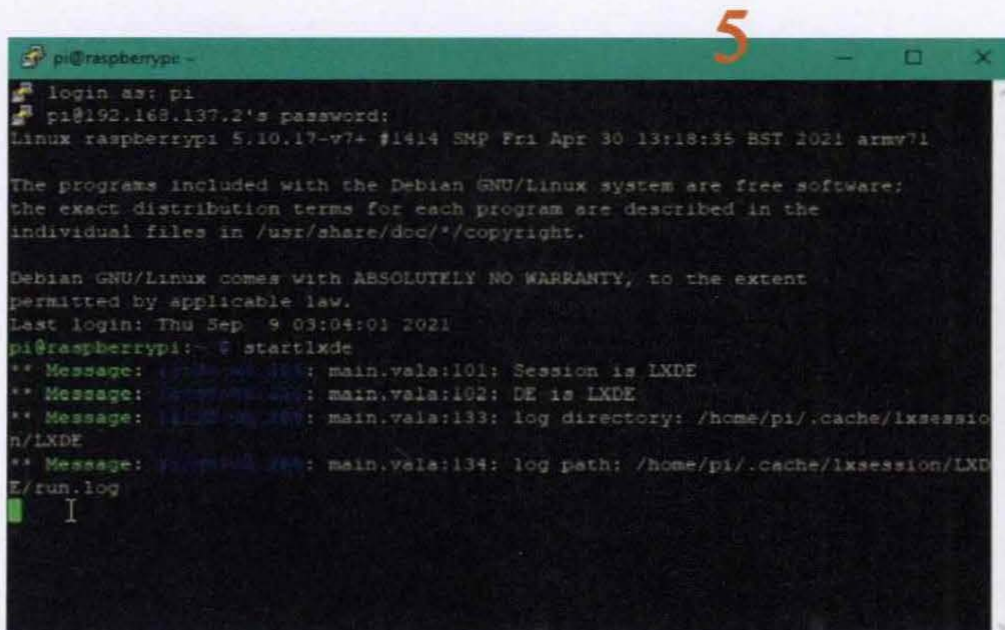 5
pi@raspberrypi: ~
login as: pi
pi@192.168.137.2's password:
Linux raspberrypi 5.10.17-v7+ #1414 SMP Fri Apr 30 13:18:35 BST 2021 armv7l
The programs included with the Debian GNU/Linux system are free software;
the exact distribution terms for each program are described in the
individual files in /usr/share/doc/*/copyright.
Debian GNU/Linux comes with ABSOLUTELY NO WARRANTY, to the extent
permitted by applicable law.
Last login: Thu Sep  9 03:04:01 2021
pi@raspberrypi:~ $ startlxde
** Message: : main.vala:101: Session is LXDE
** Message: : main.vala:102: DE is LXDE
** Message: : main.vala:133: log directory: /home/pi/.cache/lxsessio
n/LXDE
** Message: : main.vala:134: log path: /home/pi/.cache/lxsession/LXD
E/run.log